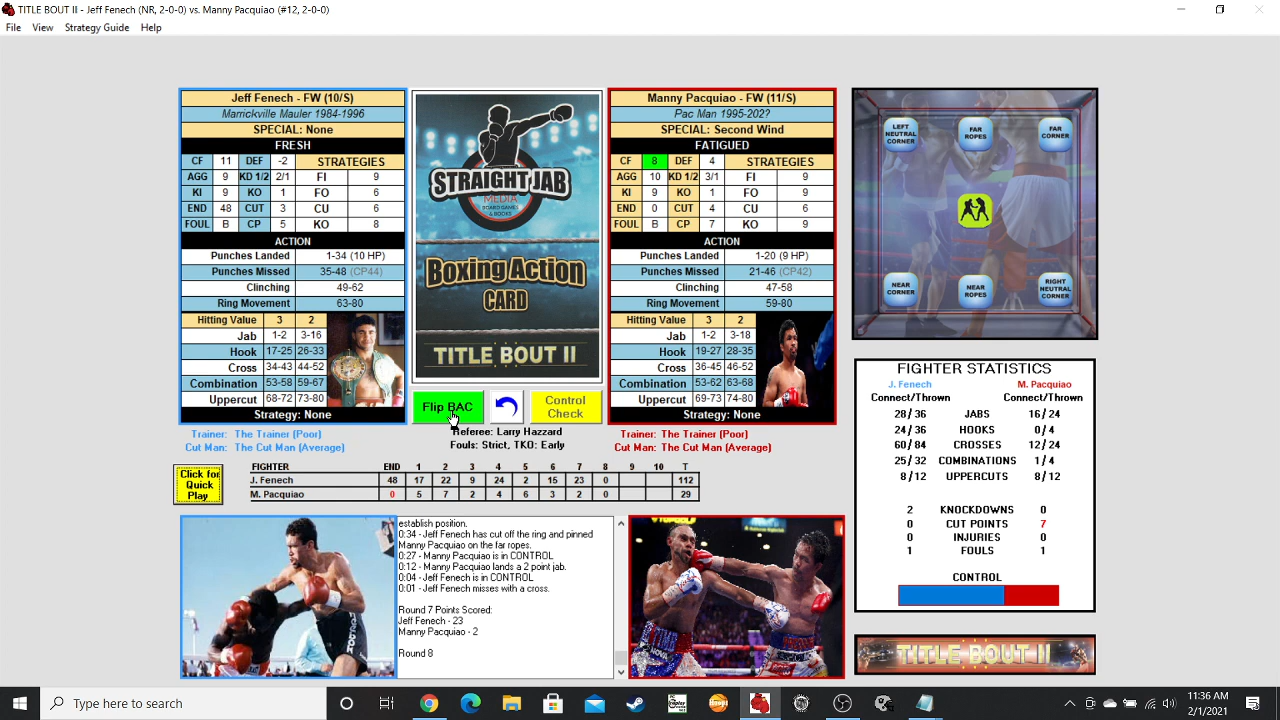 TITLE BOUT II - Jeff Fenech (NR, 2-0-0) vs. Manny Pacquiao (#12, 2-0-0)
File View Strategy Guide Help
Jeff Fenech - FW (10/S)
Marrickville Mauler 1984-1996
SPECIAL: None
FRESH
CF 11 DEF -2 STRATEGIES
AGG 9 KD 1/2 2/1 FI 9
KI 9 KO 1 FO 6
END 48 CUT 3 CU 6
FOUL B CP 5 KO 8
ACTION
Punches Landed 1-34 (10 HP)
Punches Missed 35-48 (CP44)
Clinching 49-62
Ring Movement 63-80
Hitting Value 3 2
Jab 1-2 3-16
Hook 17-25 26-33
Cross 34-43 44-52
Combination 53-58 59-67
Uppercut 68-72 73-80
Strategy: None
Trainer: The Trainer (Poor)
Cut Man: The Cut Man (Average)
STRAIGHT JAB
MEDIA
BOARD GAMES
& BOOKS
Boxing Action
CARD
TITLE BOUT II
Flip BAC
Control
Check
Referee: Larry Hazzard
Fouls: Strict, TKO: Early
Manny Pacquiao - FW (11/S)
Pac Man 1995-202?
SPECIAL: Second Wind
FATIGUED
CF 8 DEF 4 STRATEGIES
AGG 10 KD 1/2 3/1 FI 9
KI 9 KO 1 FO 9
END 0 CUT 4 CU 6
FOUL B CP 7 KO 9
ACTION
Punches Landed 1-20 (9 HP)
Punches Missed 21-46 (CP42)
Clinching 47-58
Ring Movement 59-80
Hitting Value 3 2
Jab 1-2 3-18
Hook 19-27 28-35
Cross 36-45 46-52
Combination 53-62 63-68
Uppercut 69-73 74-80
Strategy: None
Trainer: The Trainer (Poor)
Cut Man: The Cut Man (Average)
LEFT
NEUTRAL
CORNER
FAR
ROPES
FAR
CORNER
NEAR
CORNER
NEAR
ROPES
RIGHT
NEUTRAL
CORNER
Click for
Quick
Play
FIGHTER END 1 2 3 4 5 6 7 8 9 10 T
J. Fenech 48 17 22 9 24 2 15 23 0 112
M. Pacquiao 0 5 7 2 4 6 3 2 0 29
establish position.
0:34 - Jeff Fenech has cut off the ring and pinned
Manny Pacquiao on the far ropes.
0:27 - Manny Pacquiao is in CONTROL
0:12 - Manny Pacquiao lands a 2 point jab.
0:04 - Jeff Fenech is in CONTROL
0:01 - Jeff Fenech misses with a cross.
Round 7 Points Scored:
Jeff Fenech - 23
Manny Pacquiao - 2
Round 8
FIGHTER STATISTICS
J. Fenech M. Pacquiao
Connect/Thrown Connect/Thrown
28 / 36 JABS 16 / 24
24 / 36 HOOKS 0 / 4
60 / 84 CROSSES 12 / 24
25 / 32 COMBINATIONS 1 / 4
8 / 12 UPPERCUTS 8 / 12
2 KNOCKDOWNS 0
0 CUT POINTS 7
0 INJURIES 0
1 FOULS 1
CONTROL
TITLE BOUT II
Type here to search
11:36 AM
2/1/2021